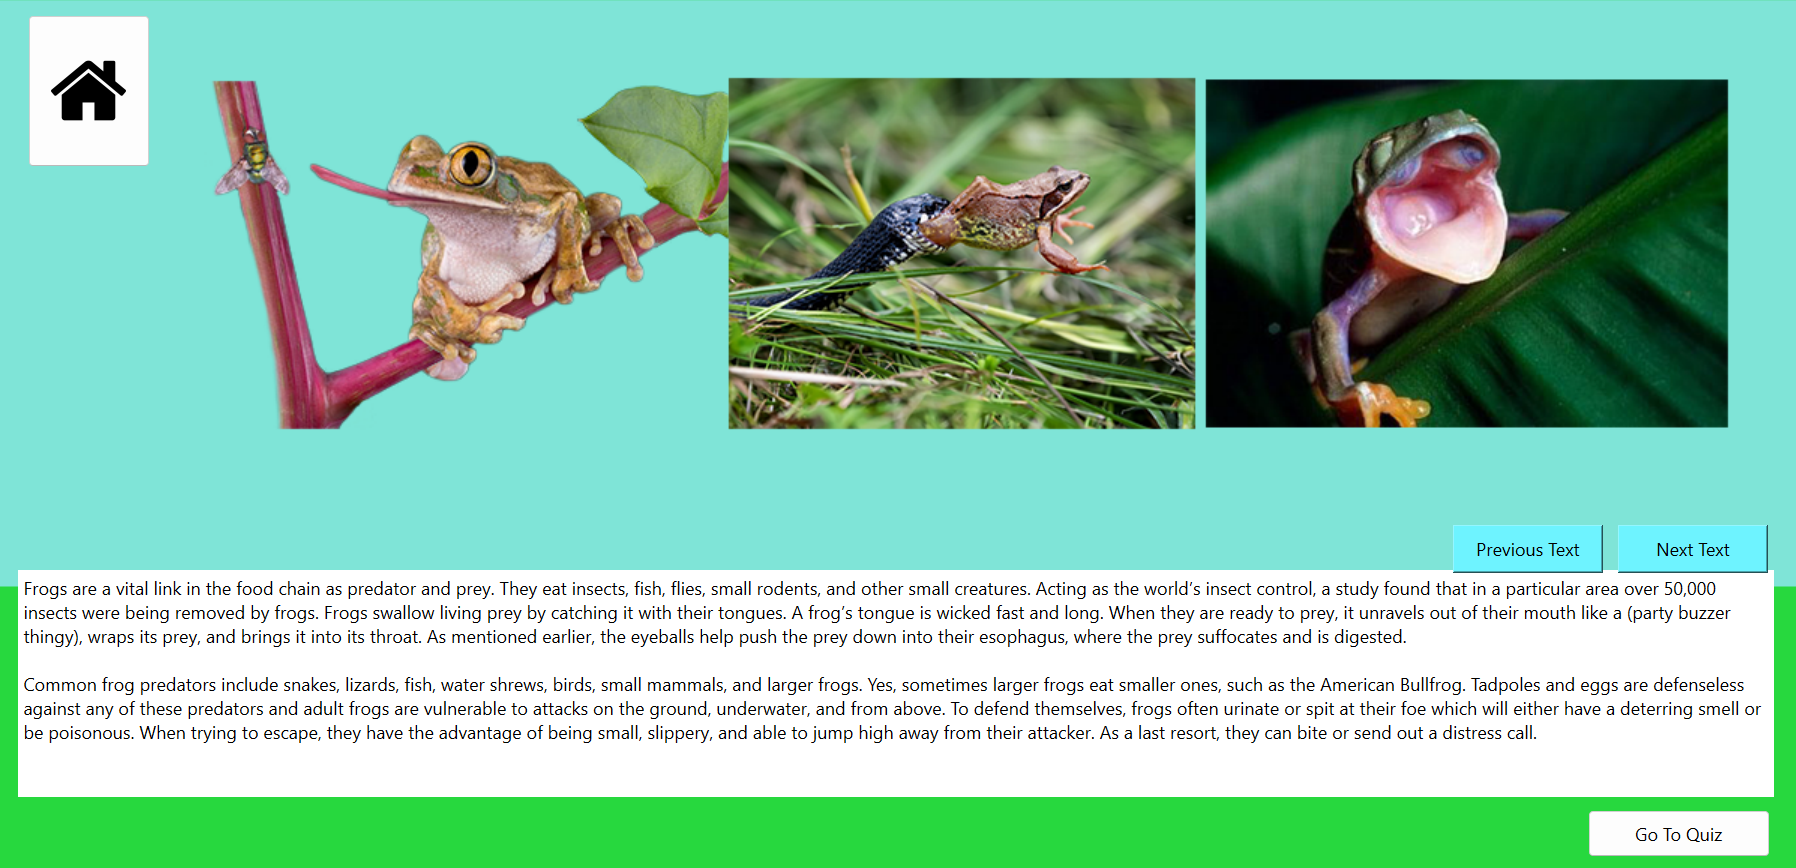 Previous Text
Next Text
Frogs are a vital link in the food chain as predator and prey. They eat insects, fish, flies, small rodents, and other small creatures. Acting as the world’s insect control, a study found that in a particular area over 50,000
insects were being removed by frogs. Frogs swallow living prey by catching it with their tongues. A frog’s tongue is wicked fast and long. When they are ready to prey, it unravels out of their mouth like a (party buzzer
thingy), wraps its prey, and brings it into its throat. As mentioned earlier, the eyeballs help push the prey down into their esophagus, where the prey suffocates and is digested.
Common frog predators include snakes, lizards, fish, water shrews, birds, small mammals, and larger frogs. Yes, sometimes larger frogs eat smaller ones, such as the American Bullfrog. Tadpoles and eggs are defenseless
against any of these predators and adult frogs are vulnerable to attacks on the ground, underwater, and from above. To defend themselves, frogs often urinate or spit at their foe which will either have a deterring smell or
be poisonous. When trying to escape, they have the advantage of being small, slippery, and able to jump high away from their attacker. As a last resort, they can bite or send out a distress call.
Go To Quiz